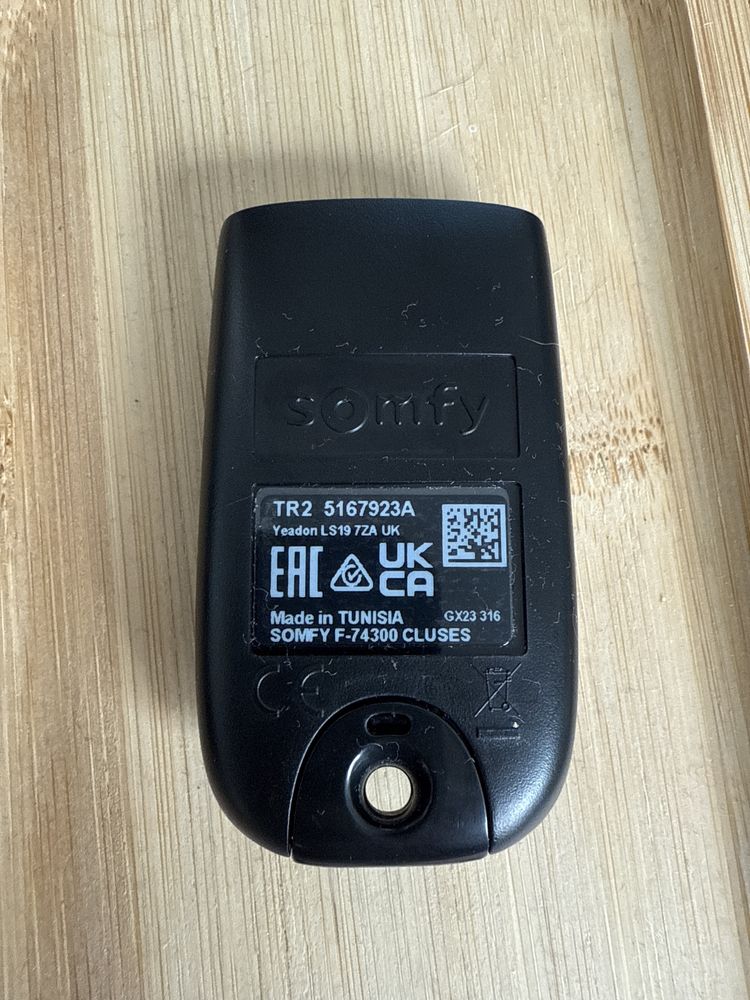 somfy
TR2 5167923A
Yeadon LS19 7ZA UK
EAC
UK
CA
Made in TUNISIA GX23 316
SOMFY F-74300 CLUSES
CE